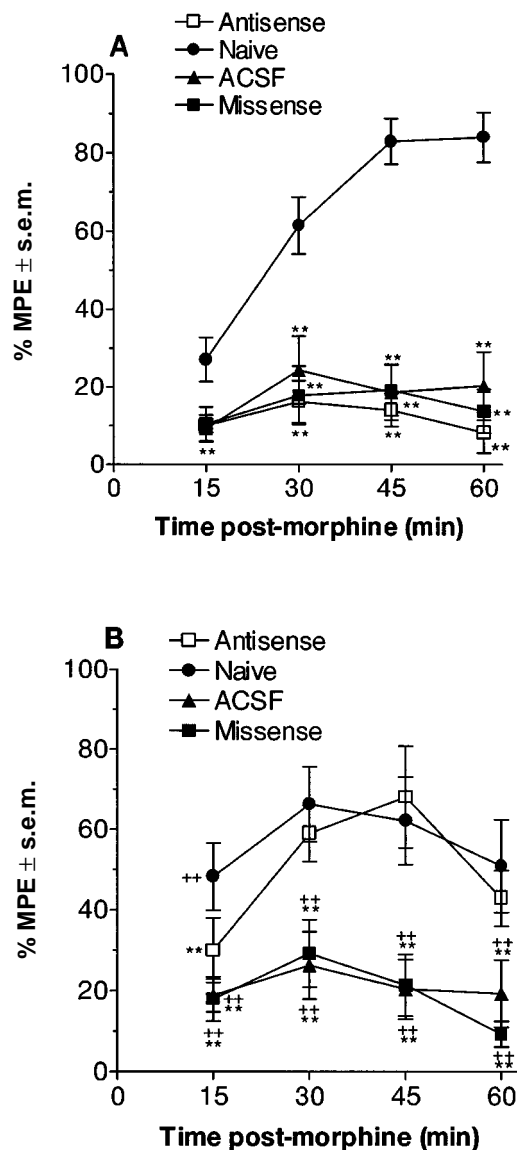 A
Antisense
Naive
ACSF
Missense
100
80
60
40
20
0
% MPE ± s.e.m.
**
**
**
**
**
**
**
**
**
**
0 15 30 45 60
Time post-morphine (min)
B
Antisense
Naive
ACSF
Missense
100
80
60
40
20
0
% MPE ± s.e.m.
++
**
++
**
++
**
++
**
++
**
++
**
++
**
++
**
++
**
0 15 30 45 60
Time post-morphine (min)